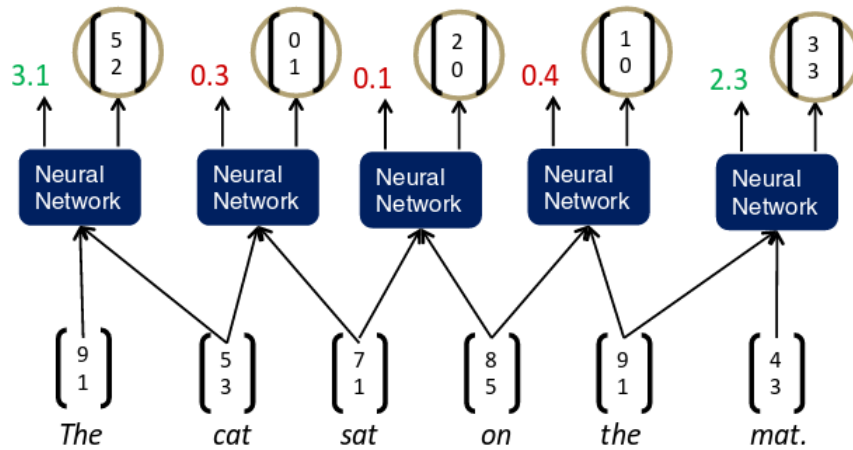 5 0 2 1 3
3.1 2 0.3 1 0.1 0 0.4 0 2.3 3
Neural Neural Neural Neural Neural
Network Network Network Network Network
9 5 7 8 9 4
1 3 1 5 1 3
The cat sat on the mat.